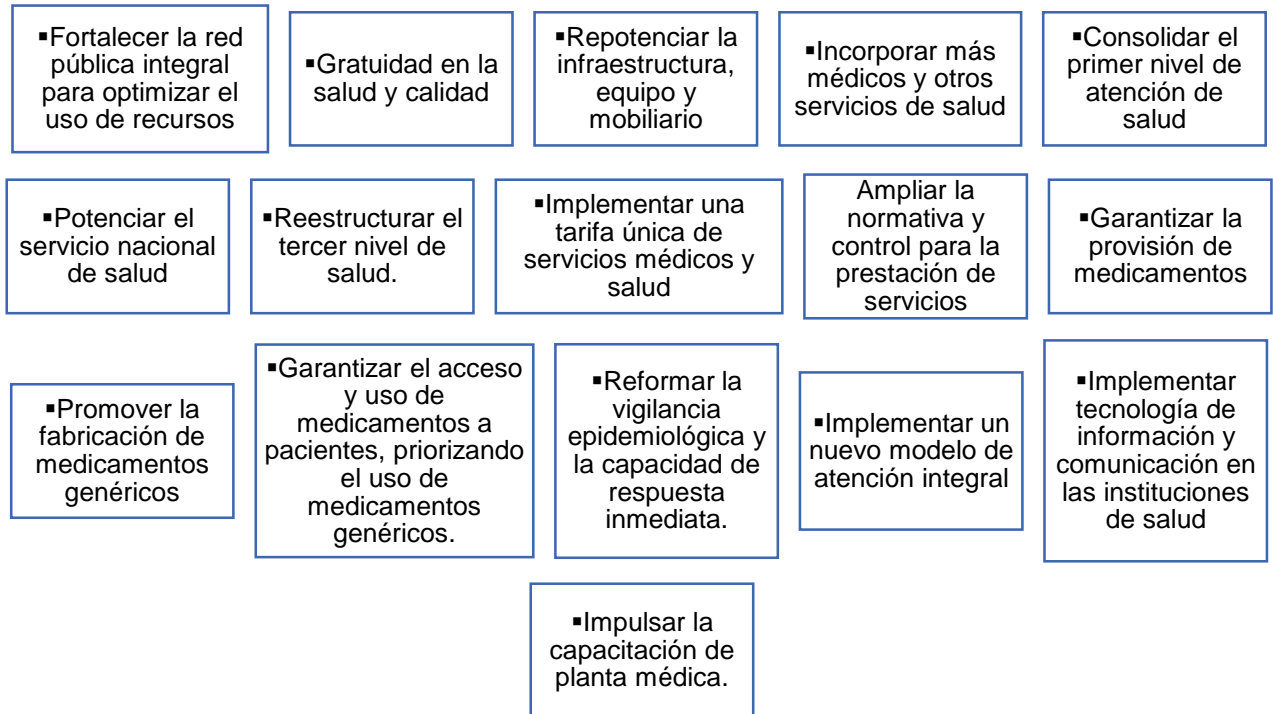 ▪Fortalecer la red
pública integral
para optimizar el
uso de recursos
▪Gratuidad en la
salud y calidad
▪Repotenciar la
infraestructura,
equipo y
mobiliario
▪Incorporar más
médicos y otros
servicios de salud
▪Consolidar el
primer nivel de
atención de
salud
▪Potenciar el
servicio nacional
de salud
▪Reestructurar el
tercer nivel de
salud.
▪Implementar una
tarifa única de
servicios médicos y
salud
Ampliar la
normativa y
control para la
prestación de
servicios
▪Garantizar la
provisión de
medicamentos
▪Promover la
fabricación de
medicamentos
genéricos
▪Garantizar el acceso
y uso de
medicamentos a
pacientes, priorizando
el uso de
medicamentos
genéricos.
▪Reformar la
vigilancia
epidemiológica y
la capacidad de
respuesta
inmediata.
▪Implementar un
nuevo modelo de
atención integral
▪Implementar
tecnología de
información y
comunicación en
las instituciones
de salud
▪Impulsar la
capacitación de
planta médica.